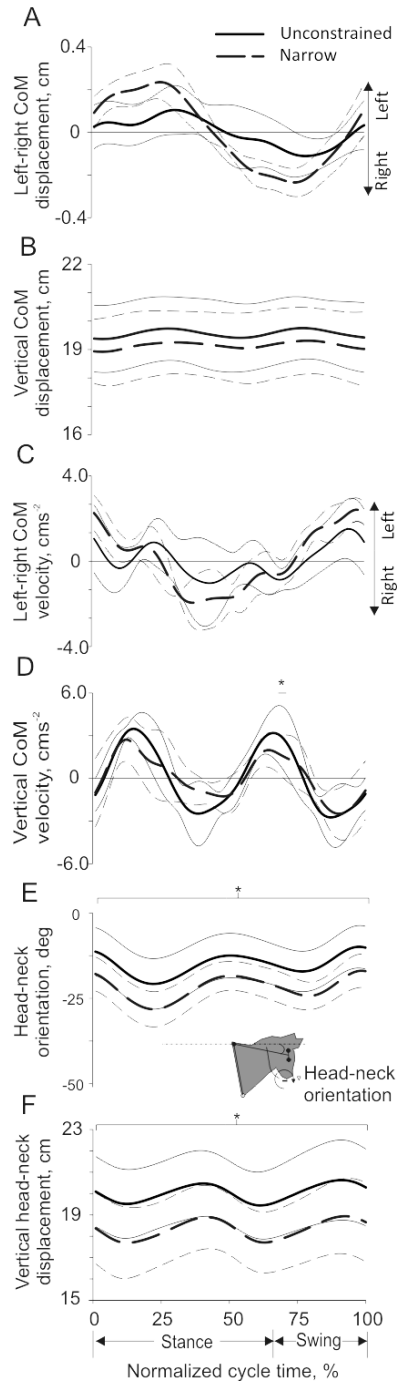 A
Unconstrained
Narrow
0.4
0
-0.4
Left-right CoM
displacement, cm
Left
Right
B
22
19
16
Vertical CoM
displacement, cm
C
4.0
0
-4.0
Left-right CoM
velocity, cms-2
Left
Right
D
*
6.0
0
-6.0
Vertical CoM
velocity, cms-2
E
*
0
-25
-50
Head-neck
orientation, deg
Head-neck
orientation
F
*
23
19
15
Vertical head-neck
displacement, cm
0 25 50 75 100
Stance Swing
Normalized cycle time, %